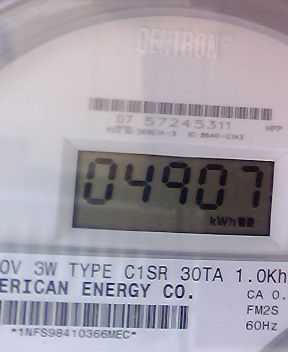 CENTRON®
07 57245311
04907
kWh
0V 3W TYPE C1SR 30TA 1.0Kh
ERICAN ENERGY CO.
CA 0.
FM2S
60Hz
*1NFS98410366MEC*